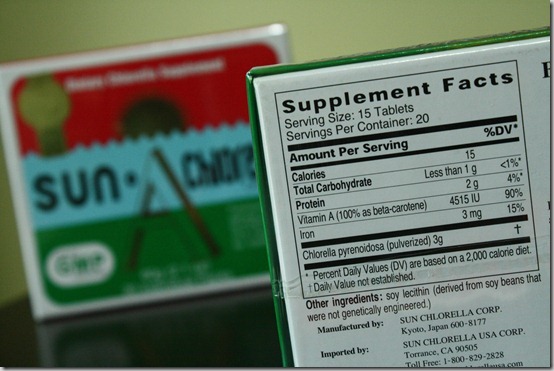 Dietary Chlorella Supplement
SUN
A
GMP
Supplement Facts
Serving Size: 15 Tablets
Servings Per Container: 20
Amount Per Serving %DV*
Calories 15
Total Carbohydrate Less than 1 g <1%*
Protein 2 g 4%*
Vitamin A (100% as beta-carotene) 4515 IU 90%
Iron 3 mg 15%
Chlorella pyrenoidosa (pulverized) 3g †
* Percent Daily Values (DV) are based on a 2,000 calorie diet.
† Daily Value not established.
Other ingredients: soy lecithin (derived from soy beans that
were not genetically engineered.)
Manufactured by: SUN CHLORELLA CORP.
Kyoto, Japan 600-8177
Imported by: SUN CHLORELLA USA CORP.
Torrance, CA 90505
Toll Free: 1-800-829-2828